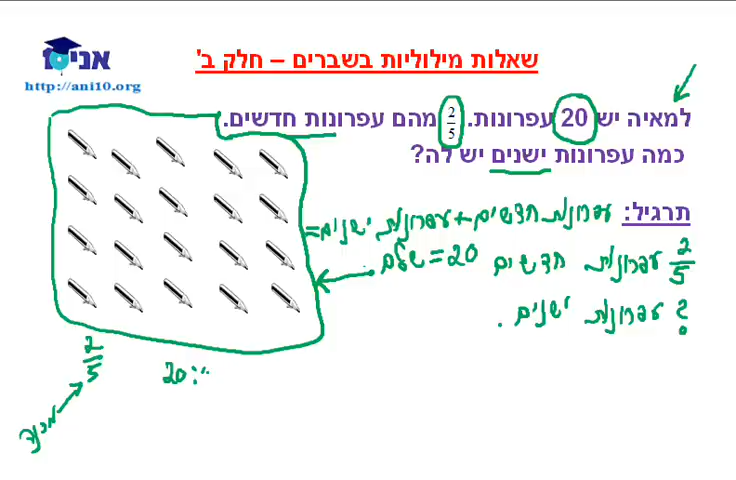 אני10
http://ani10.org
שאלות מילוליות בשברים – חלק ב'
למאיה יש 20 עפרונות. 2/5 מהם עפרונות חדשים.
כמה עפרונות ישנים יש לה?
תרגיל: עפרונות חדשים + עפרונות ישנים =
2/5 עפרונות חדשים שלם = 20
? עפרונות ישנים.
2/5
20:
מכנה